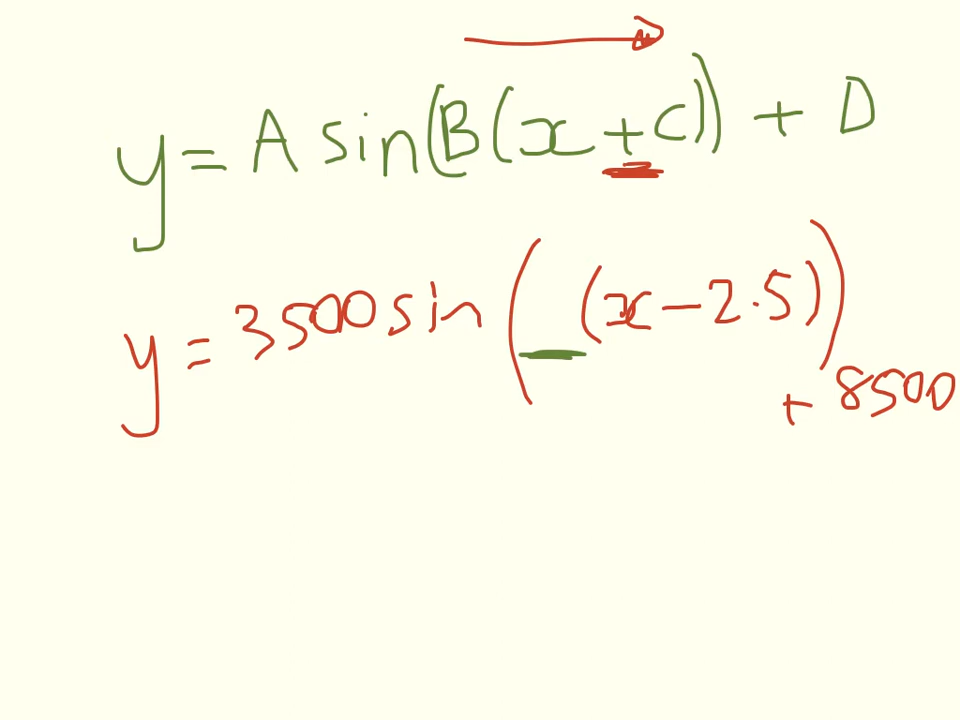 y = A sin(B(x + C)) + D
y = 3500 sin( (x - 2.5))
+ 8500